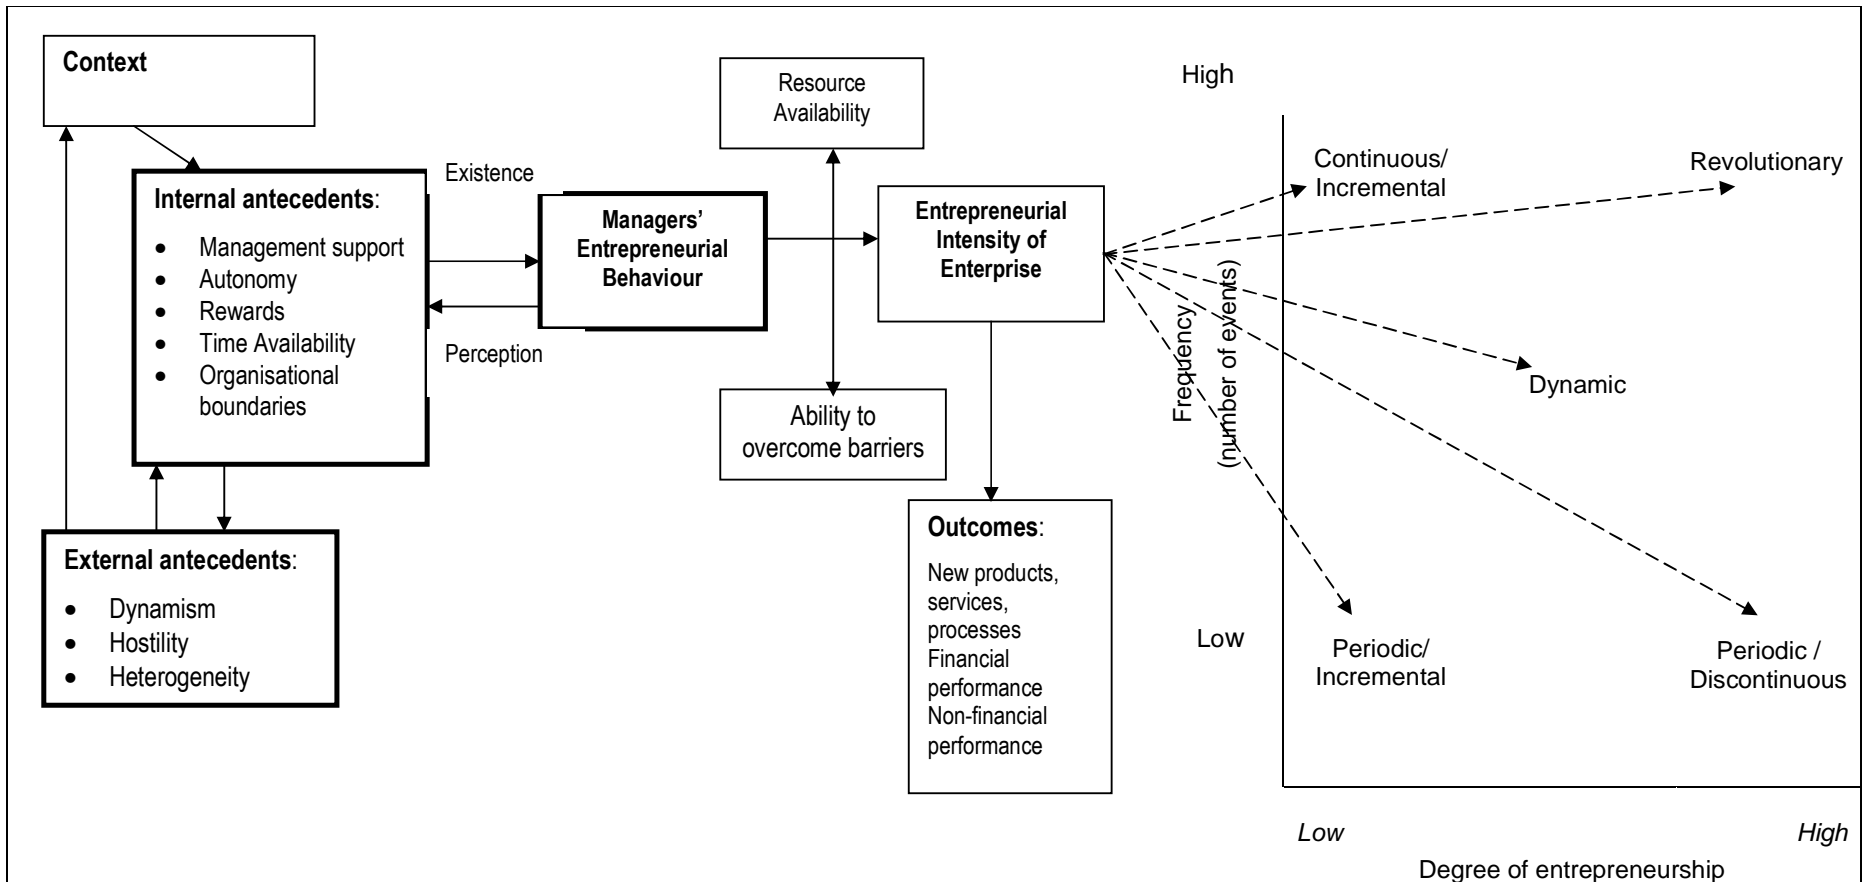 Context
Internal antecedents:
• Management support
• Autonomy
• Rewards
• Time Availability
• Organisational
boundaries
External antecedents:
• Dynamism
• Hostility
• Heterogeneity
Existence
Perception
Managers’
Entrepreneurial
Behaviour
Resource
Availability
Ability to
overcome barriers
Entrepreneurial
Intensity of
Enterprise
Outcomes:
New products,
services,
processes
Financial
performance
Non-financial
performance
High
Frequency
(number of events)
Low
Continuous/
Incremental
Revolutionary
Dynamic
Periodic/
Incremental
Periodic /
Discontinuous
Low
High
Degree of entrepreneurship